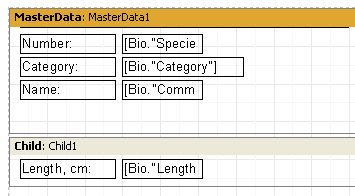 MasterData: MasterData1
Number: [Bio."Specie
Category: [Bio."Category"]
Name: [Bio."Comm
Child: Child1
Length, cm: [Bio."Length